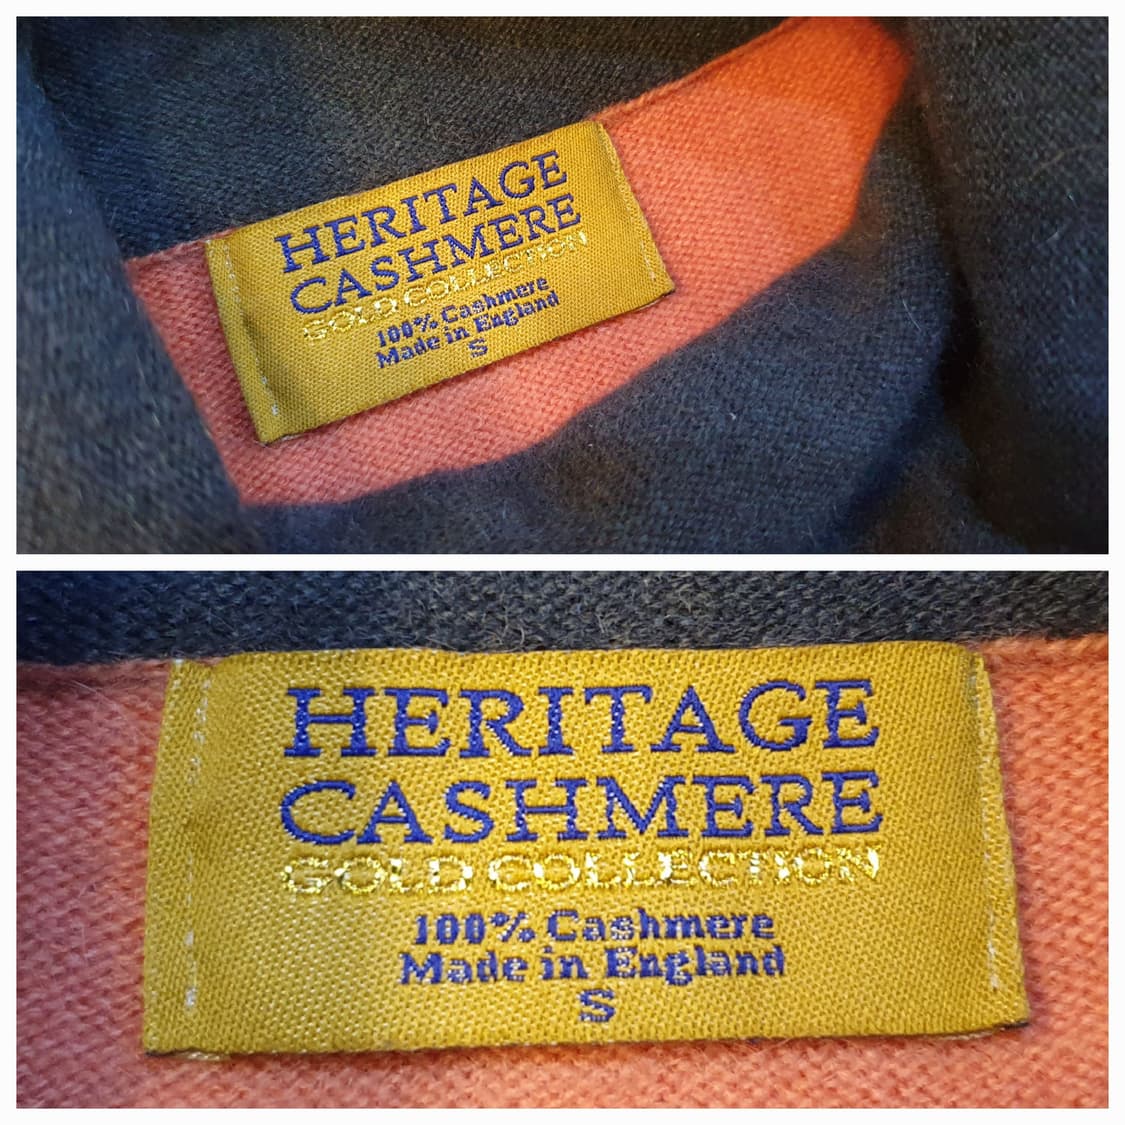 HERITAGE
CASHMERE
GOLD COLLECTION
100% Cashmere
Made in England
S
HERITAGE
CASHMERE
GOLD COLLECTION
100% Cashmere
Made in England
S